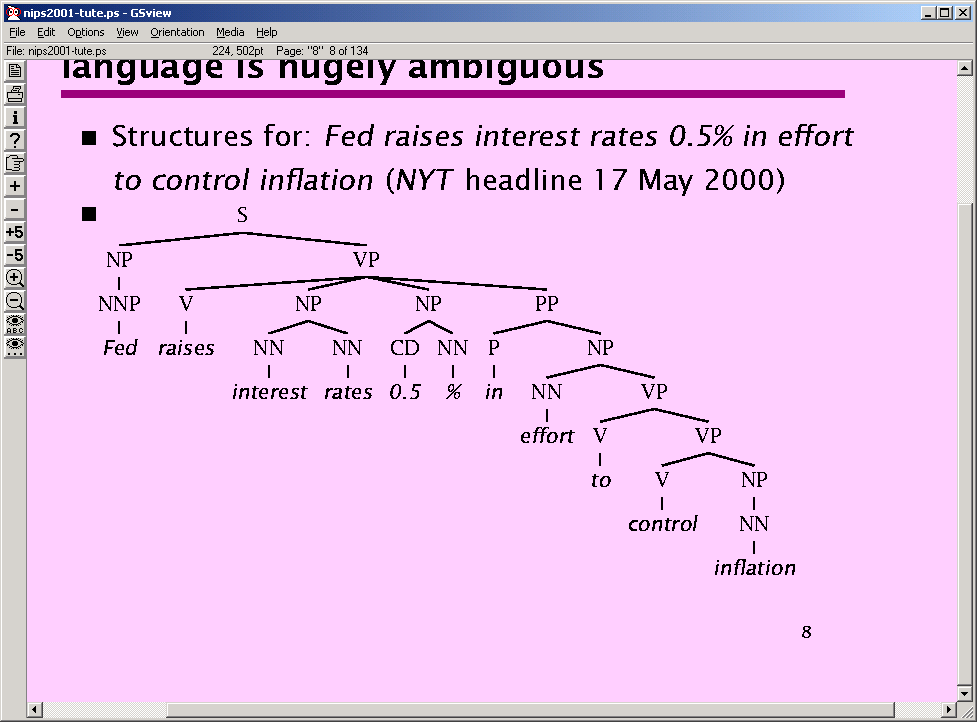 nips2001-tute.ps - GSview
File Edit Options View Orientation Media Help
File: nips2001-tute.ps 224, 502pt Page: "8" 8 of 134
language is hugely ambiguous
Structures for: Fed raises interest rates 0.5% in effort
to control inflation (NYT headline 17 May 2000)
S
NP VP
NNP V NP NP PP
Fed raises NN NN CD NN P NP
interest rates 0.5 % in NN VP
effort V VP
to V NP
control NN
inflation
8
i
?
+
-
+5
-5
ABC